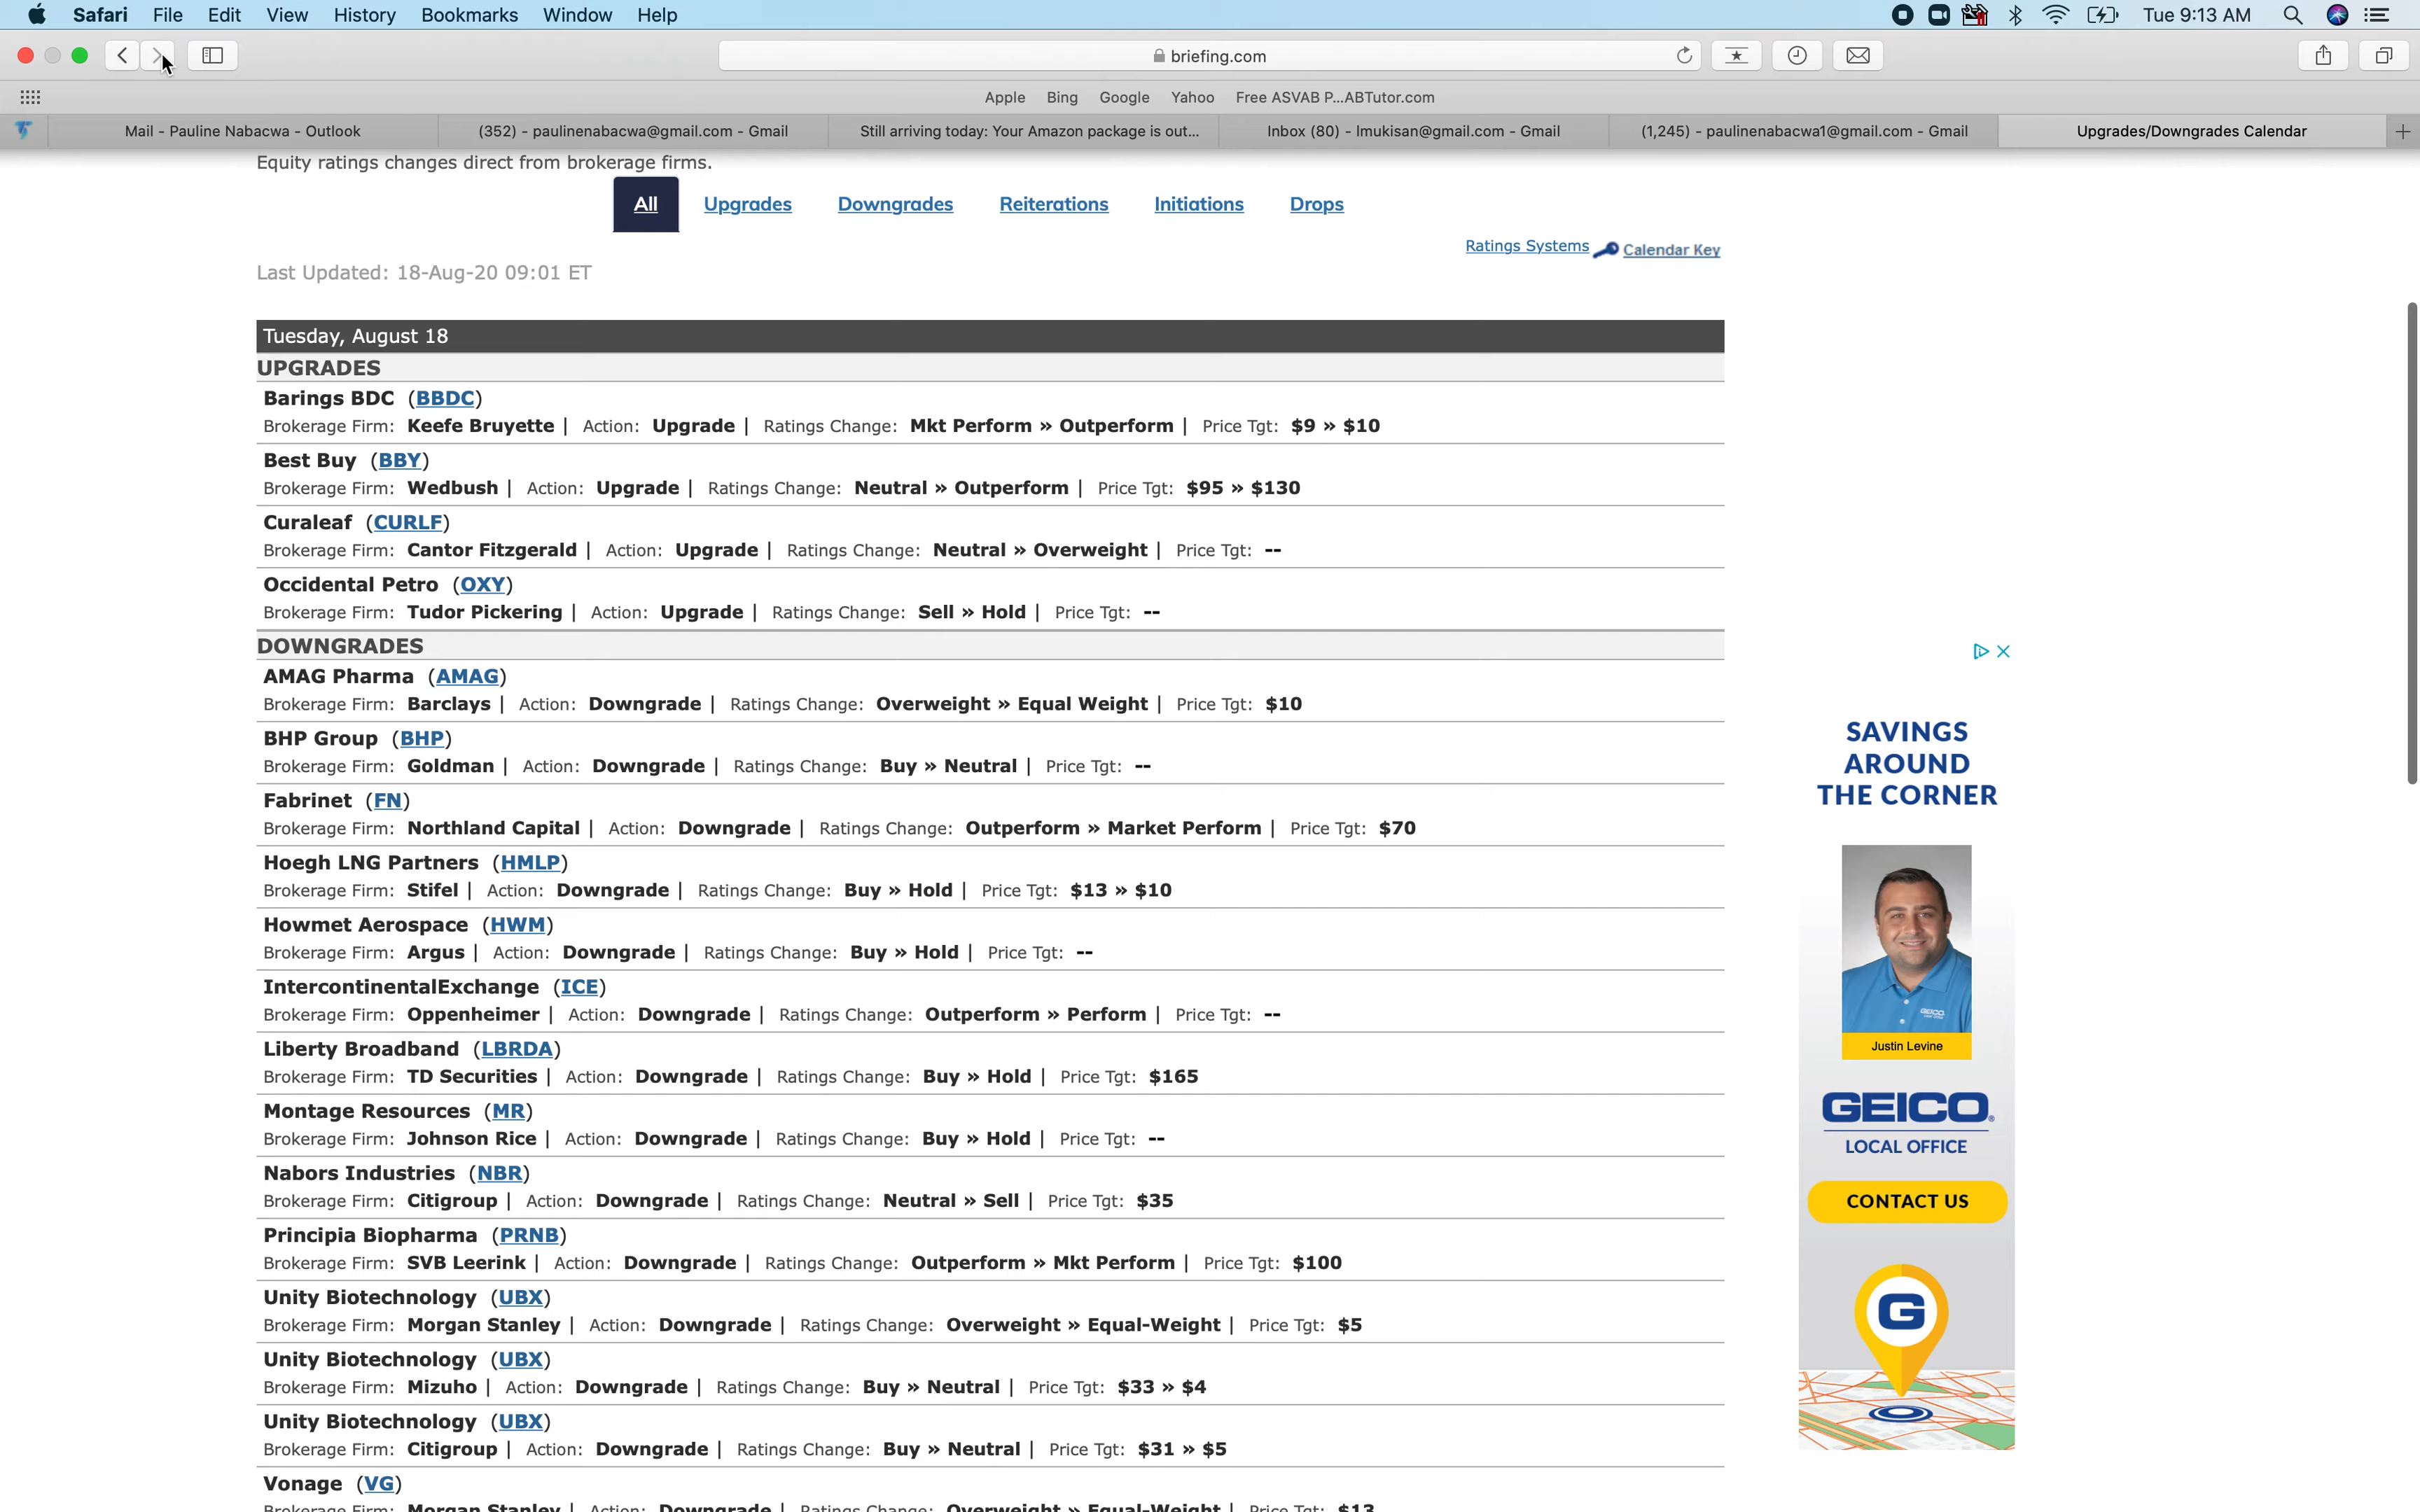 Safari File Edit View History Bookmarks Window Help Tue 9:13 AM
briefing.com
Apple Bing Google Yahoo Free ASVAB P...ABTutor.com
Mail - Pauline Nabacwa - Outlook (352) - paulinenabacwa@gmail.com - Gmail Still arriving today: Your Amazon package is out... Inbox (80) - lmukisan@gmail.com - Gmail (1,245) - paulinenabacwa1@gmail.com - Gmail Upgrades/Downgrades Calendar
Equity ratings changes direct from brokerage firms.
All Upgrades Downgrades Reiterations Initiations Drops
Ratings Systems Calendar Key
Last Updated: 18-Aug-20 09:01 ET
Tuesday, August 18
UPGRADES
Barings BDC (BBDC)
Brokerage Firm: Keefe Bruyette | Action: Upgrade | Ratings Change: Mkt Perform » Outperform | Price Tgt: $9 » $10
Best Buy (BBY)
Brokerage Firm: Wedbush | Action: Upgrade | Ratings Change: Neutral » Outperform | Price Tgt: $95 » $130
Curaleaf (CURLF)
Brokerage Firm: Cantor Fitzgerald | Action: Upgrade | Ratings Change: Neutral » Overweight | Price Tgt: --
Occidental Petro (OXY)
Brokerage Firm: Tudor Pickering | Action: Upgrade | Ratings Change: Sell » Hold | Price Tgt: --
DOWNGRADES
AMAG Pharma (AMAG)
Brokerage Firm: Barclays | Action: Downgrade | Ratings Change: Overweight » Equal Weight | Price Tgt: $10
BHP Group (BHP)
Brokerage Firm: Goldman | Action: Downgrade | Ratings Change: Buy » Neutral | Price Tgt: --
Fabrinet (FN)
Brokerage Firm: Northland Capital | Action: Downgrade | Ratings Change: Outperform » Market Perform | Price Tgt: $70
Hoegh LNG Partners (HMLP)
Brokerage Firm: Stifel | Action: Downgrade | Ratings Change: Buy » Hold | Price Tgt: $13 » $10
Howmet Aerospace (HWM)
Brokerage Firm: Argus | Action: Downgrade | Ratings Change: Buy » Hold | Price Tgt: --
IntercontinentalExchange (ICE)
Brokerage Firm: Oppenheimer | Action: Downgrade | Ratings Change: Outperform » Perform | Price Tgt: --
Liberty Broadband (LBRDA)
Brokerage Firm: TD Securities | Action: Downgrade | Ratings Change: Buy » Hold | Price Tgt: $165
Montage Resources (MR)
Brokerage Firm: Johnson Rice | Action: Downgrade | Ratings Change: Buy » Hold | Price Tgt: --
Nabors Industries (NBR)
Brokerage Firm: Citigroup | Action: Downgrade | Ratings Change: Neutral » Sell | Price Tgt: $35
Principia Biopharma (PRNB)
Brokerage Firm: SVB Leerink | Action: Downgrade | Ratings Change: Outperform » Mkt Perform | Price Tgt: $100
Unity Biotechnology (UBX)
Brokerage Firm: Morgan Stanley | Action: Downgrade | Ratings Change: Overweight » Equal-Weight | Price Tgt: $5
Unity Biotechnology (UBX)
Brokerage Firm: Mizuho | Action: Downgrade | Ratings Change: Buy » Neutral | Price Tgt: $33 » $4
Unity Biotechnology (UBX)
Brokerage Firm: Citigroup | Action: Downgrade | Ratings Change: Buy » Neutral | Price Tgt: $31 » $5
Vonage (VG)
Brokerage Firm: Morgan Stanley | Action: Downgrade | Ratings Change: Overweight » Equal-Weight | Price Tgt: $13
SAVINGS
AROUND
THE CORNER
GEICO
Justin Levine
GEICO®
LOCAL OFFICE
CONTACT US
G